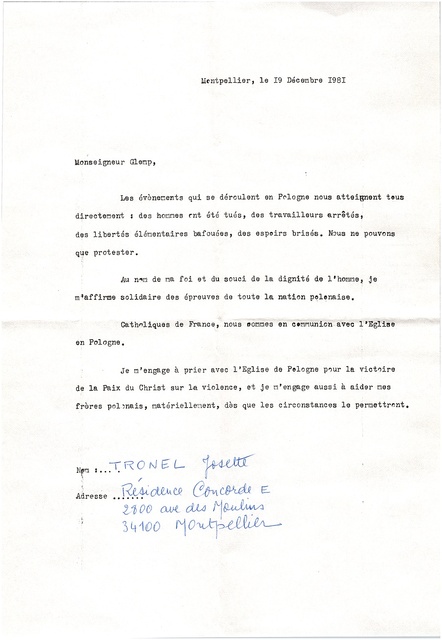 Montpellier, le I9 Décembre I98I
Monseigneur Glemp,
Les évènements qui se déroulent en Pologne nous atteignent tous
directement : des hommes ont été tués, des travailleurs arrêtés,
des libertés élémentaires bafouées, des espoirs brisés. Nous ne pouvons
que protester.
Au nom de ma foi et du souci de la dignité de l'homme, je
m'affirme solidaire des épreuves de toute la nation polonaise.
Catholiques de France, nous sommes en communion avec l'Eglise
en Pologne.
Je m'engage à prier avec l'Eglise de Pologne pour la victoire
de la Paix du Christ sur la violence, et je m'engage aussi à aider mes
frères polonais, matériellement, dès que les circonstances le permettront.
Nom :.... TRONEL Josette
Adresse ...... Résidence Concorde E
2800 ave des Moulins
34100 Montpellier